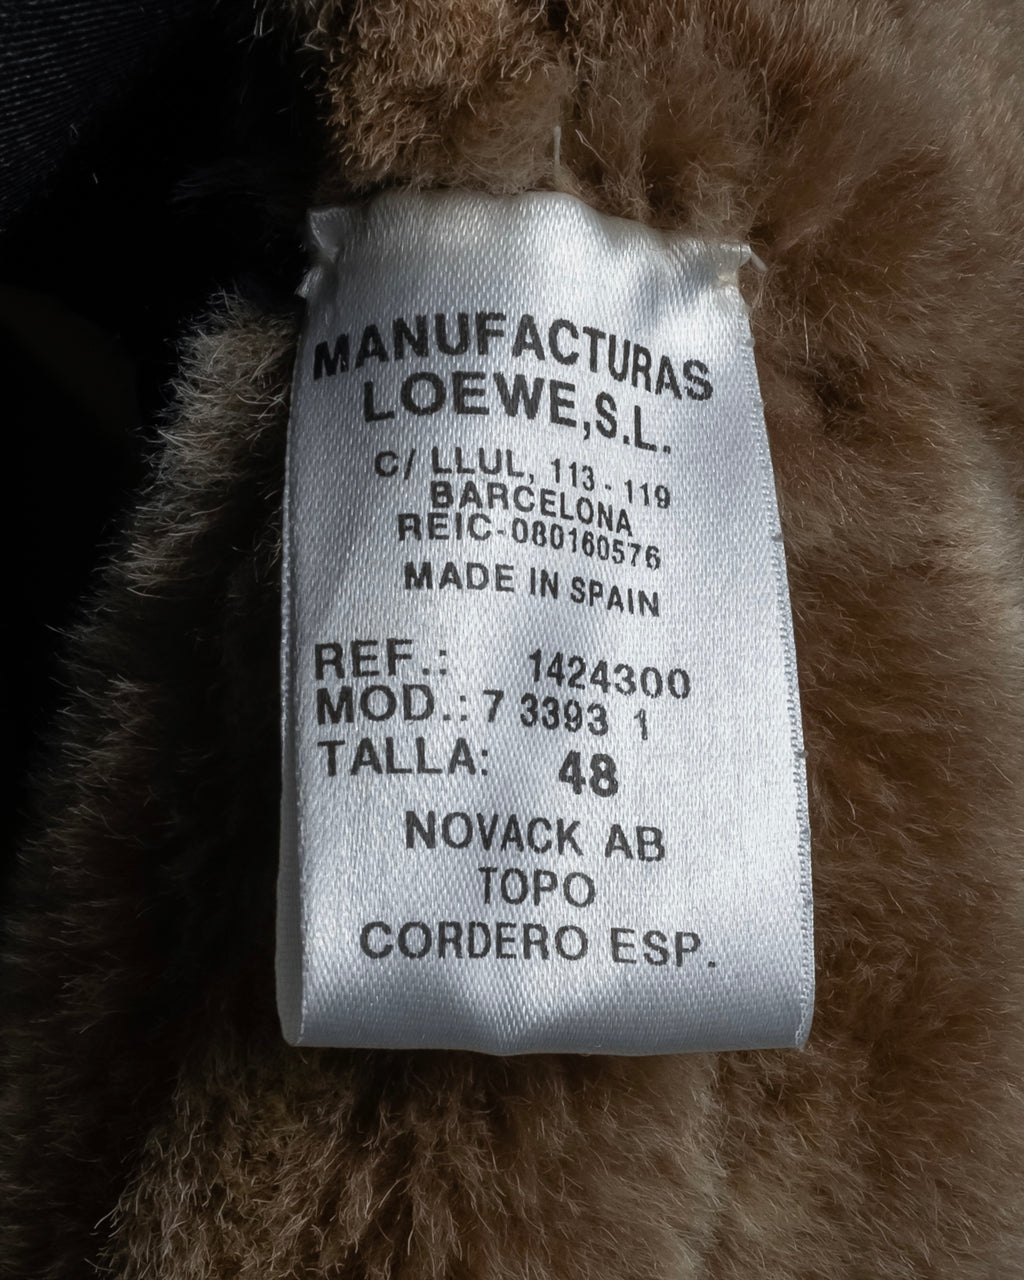 MANUFACTURAS
LOEWE,S.L.
C/ LLUL, 113 - 119
BARCELONA
REIC-080160576
MADE IN SPAIN
REF.: 1424300
MOD.: 7 3393 1
TALLA: 48
NOVACK AB
TOPO
CORDERO ESP.